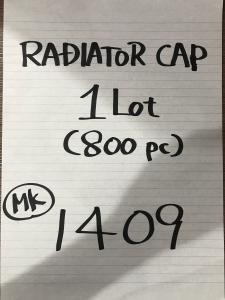 RADIATOR CAP
1 Lot
(800 pc)
MK
1409